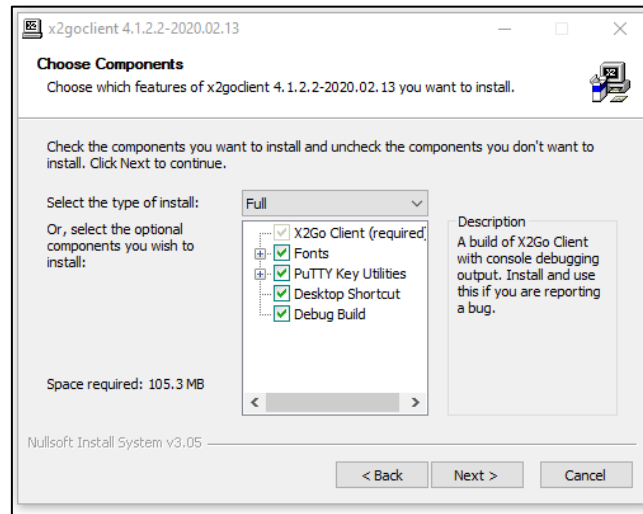 x2goclient 4.1.2.2-2020.02.13
Choose Components
Choose which features of x2goclient 4.1.2.2-2020.02.13 you want to install.
Check the components you want to install and uncheck the components you don't want to
install. Click Next to continue.
Select the type of install:
Full
Or, select the optional
components you wish to
install:
X2Go Client (required)
Fonts
PuTTY Key Utilities
Desktop Shortcut
Debug Build
Description
A build of X2Go Client
with console debugging
output. Install and use
this if you are reporting
a bug.
Space required: 105.3 MB
Nullsoft Install System v3.05
< Back
Next >
Cancel